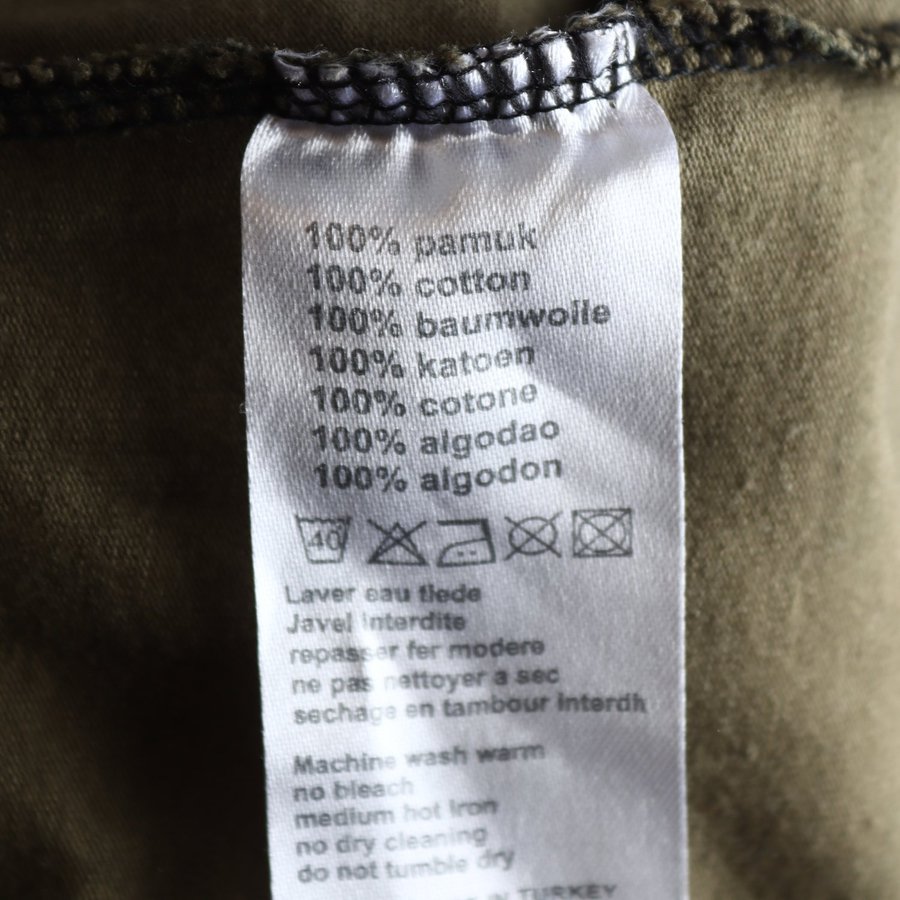 100% pamuk
100% cotton
100% baumwolle
100% katoen
100% cotone
100% algodao
100% algodon
40
Laver eau tiede
Javel interdite
repasser fer modere
ne pas nettoyer a sec
sechage en tambour interdit
Machine wash warm
no bleach
medium hot iron
no dry cleaning
do not tumble dry
IN TURKEY